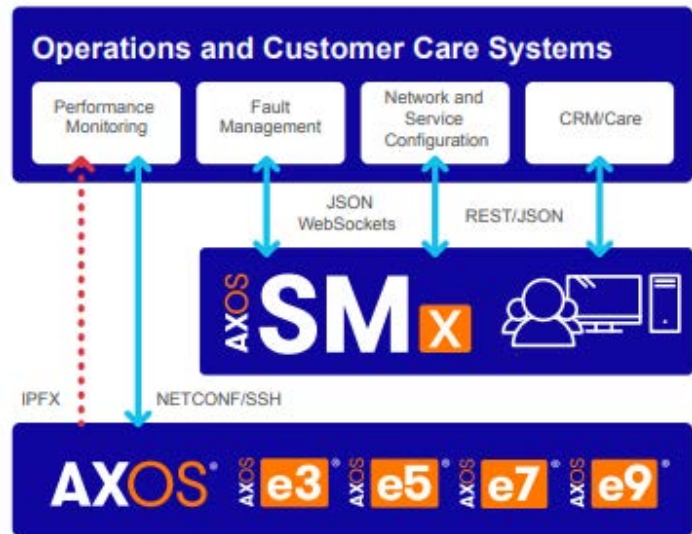 Operations and Customer Care Systems
Performance
Monitoring
Fault
Management
Network and
Service
Configuration
CRM/Care
JSON
WebSockets
REST/JSON
AXOS
SMx
IPFX
NETCONF/SSH
AXOS®
AXOS e3®
AXOS e5®
AXOS e7®
AXOS e9®